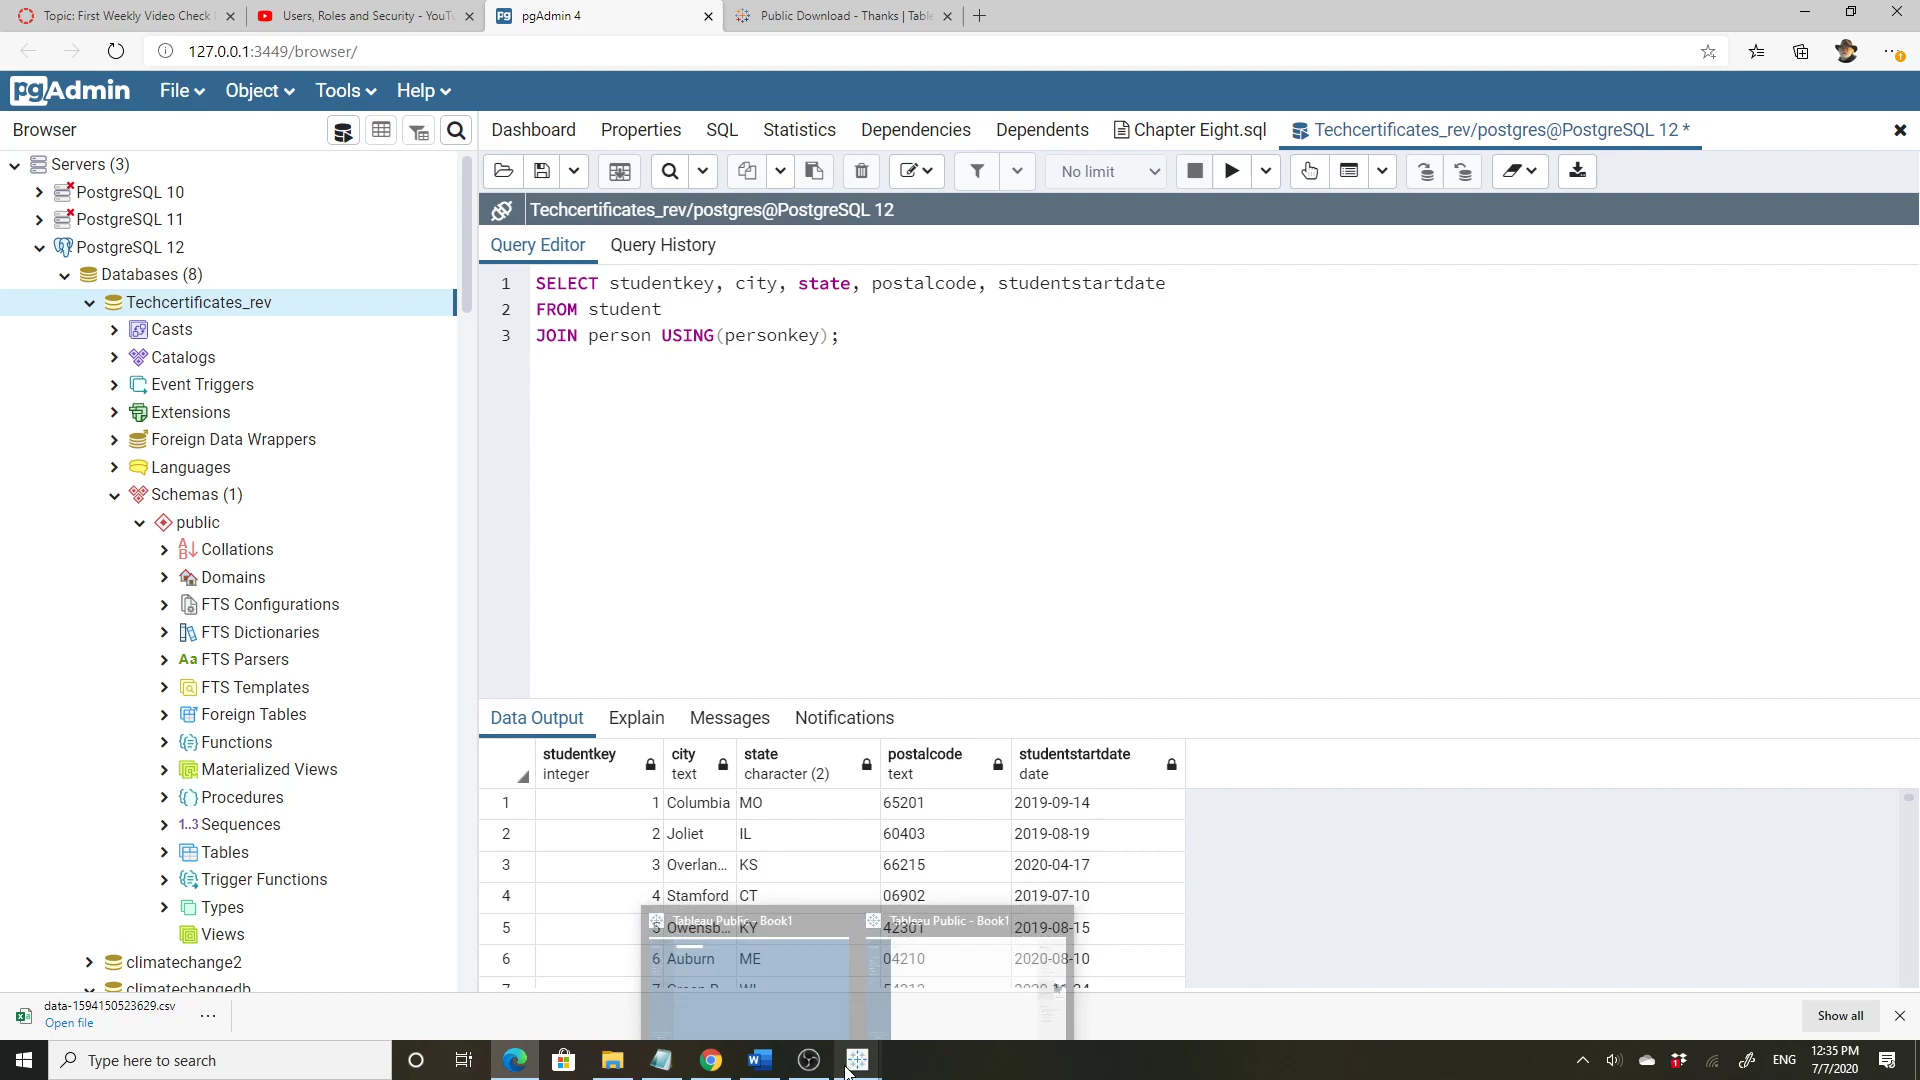 Topic: First Weekly Video Check
Users, Roles and Security - YouTu
pgAdmin 4
Public Download - Thanks | Table
127.0.0.1:3449/browser/
pgAdmin File Object Tools Help
Browser
Dashboard Properties SQL Statistics Dependencies Dependents Chapter Eight.sql Techcertificates_rev/postgres@PostgreSQL 12 *
No limit
Techcertificates_rev/postgres@PostgreSQL 12
Query Editor Query History
Servers (3)
PostgreSQL 10
PostgreSQL 11
PostgreSQL 12
Databases (8)
Techcertificates_rev
Casts
Catalogs
Event Triggers
Extensions
Foreign Data Wrappers
Languages
Schemas (1)
public
Collations
Domains
FTS Configurations
FTS Dictionaries
Aa FTS Parsers
FTS Templates
Foreign Tables
Functions
Materialized Views
Procedures
1..3 Sequences
Tables
Trigger Functions
Types
Views
climatechange2
climatechangedb
1 SELECT studentkey, city, state, postalcode, studentstartdate
2 FROM student
3 JOIN person USING(personkey);
Data Output Explain Messages Notifications
studentkey city state postalcode studentstartdate
integer text character (2) text date
1 1 Columbia MO 65201 2019-09-14
2 2 Joliet IL 60403 2019-08-19
3 3 Overlan... KS 66215 2020-04-17
4 4 Stamford CT 06902 2019-07-10
Tableau Public - Book1 Tableau Public - Book1
5 5 Owensb... KY 42301 2019-08-15
6 6 Auburn ME 04210 2020-08-10
data-1594150523629.csv
Open file
Show all
Type here to search
ENG
12:35 PM
7/7/2020